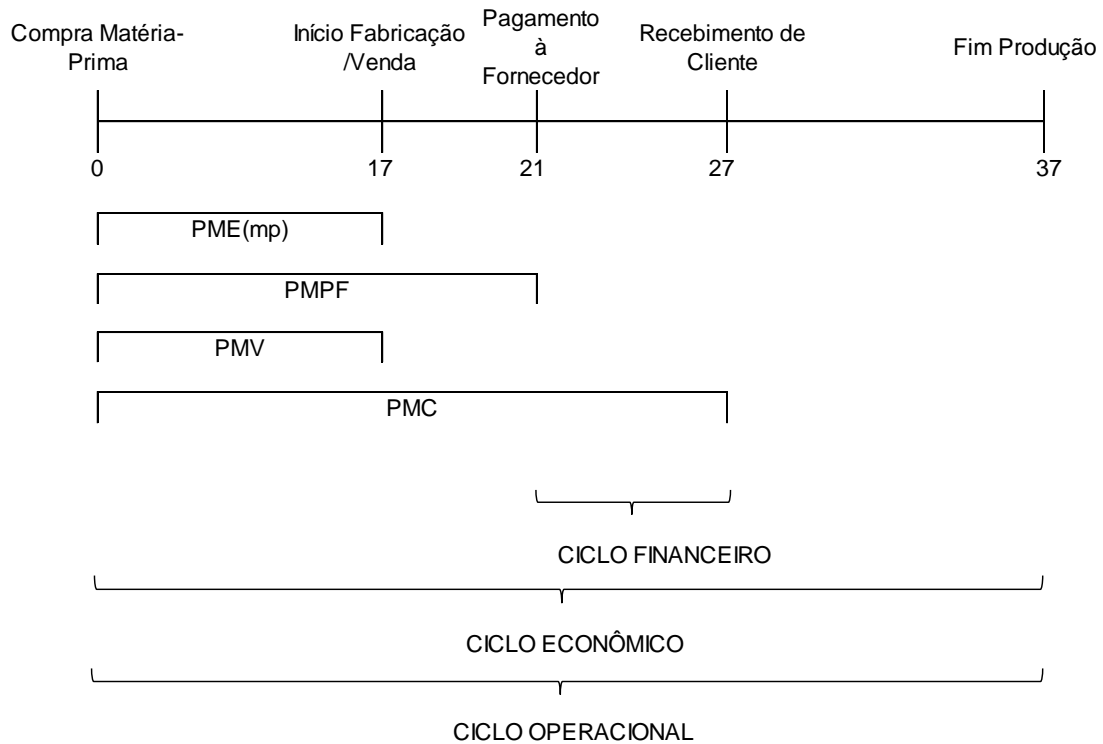 Compra Matéria-
Prima
Início Fabricação
/Venda
Pagamento
à
Fornecedor
Recebimento de
Cliente
Fim Produção
0
17
21
27
37
PME(mp)
PMPF
PMV
PMC
CICLO FINANCEIRO
CICLO ECONÔMICO
CICLO OPERACIONAL